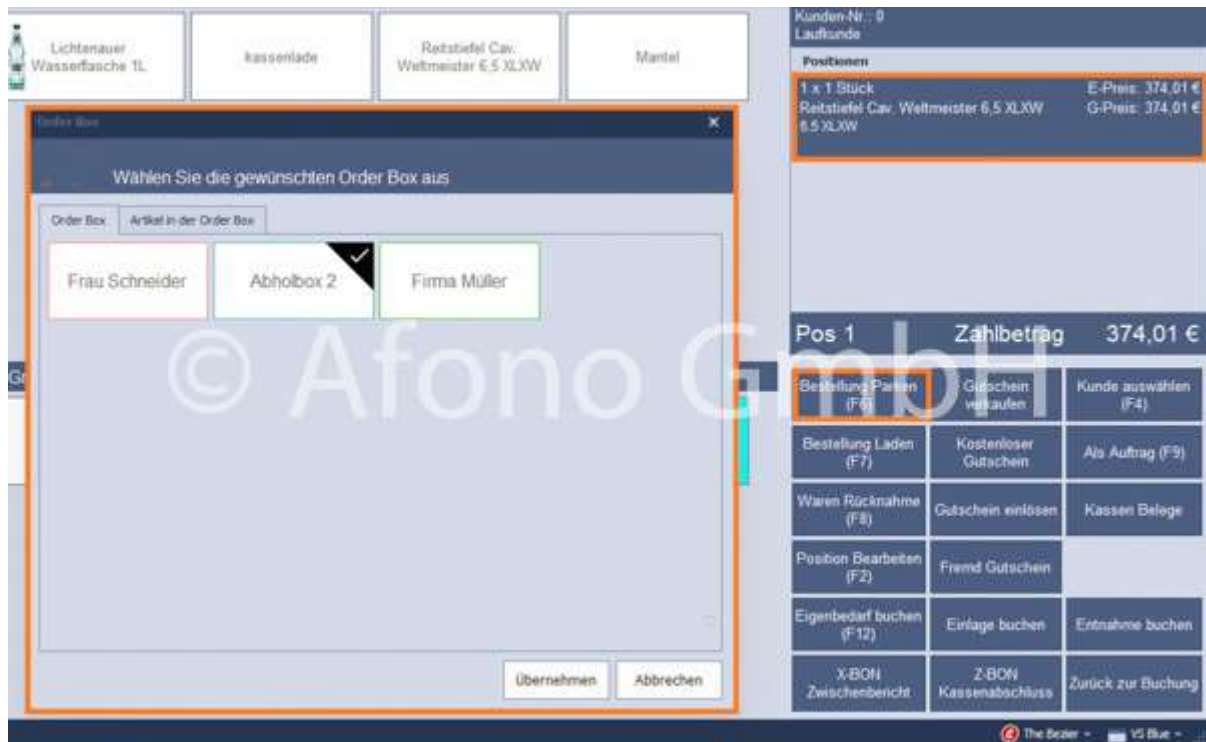 Lichtenauer
Wasserflasche 1L
kassenlade
Reitstiefel Cav.
Weltmeister 6,5 XLXW
Mantel
Kunden-Nr.: 0
Laufkunde
Positionen
1 x 1 Stück E-Preis: 374,01 €
Reitstiefel Cav. Weltmeister 6,5 XLXW G-Preis: 374,01 €
6.5 XLXW
Order Box
Wählen Sie die gewünschten Order Box aus
Order Box
Artikel in der Order Box
Frau Schneider
Abholbox 2
Firma Müller
Pos 1 Zahlbetrag 374,01 €
© Afono GmbH
Bestellung Parken
(F6)
Gutschein
verkaufen
Kunde auswählen
(F4)
Bestellung Laden
(F7)
Kostenloser
Gutschein
Als Auftrag (F9)
Waren Rücknahme
(F8)
Gutschein einlösen
Kassen Belege
Position Bearbeiten
(F2)
Fremd Gutschein
Eigenbedarf buchen
(F12)
Einlage buchen
Entnahme buchen
X-BON
Zwischenbericht
Z-BON
Kassenabschluss
Zurück zur Buchung
Übernehmen
Abbrechen
The Bezier
VS Blue